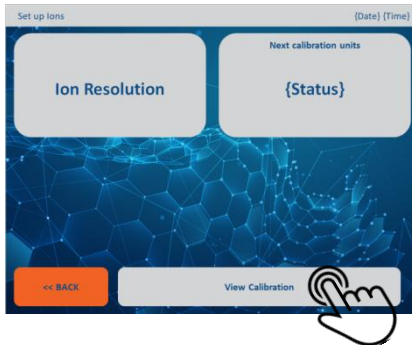 Set up Ions
{Date} {Time}
Ion Resolution
Next calibration units
{Status}
<< BACK
View Calibration